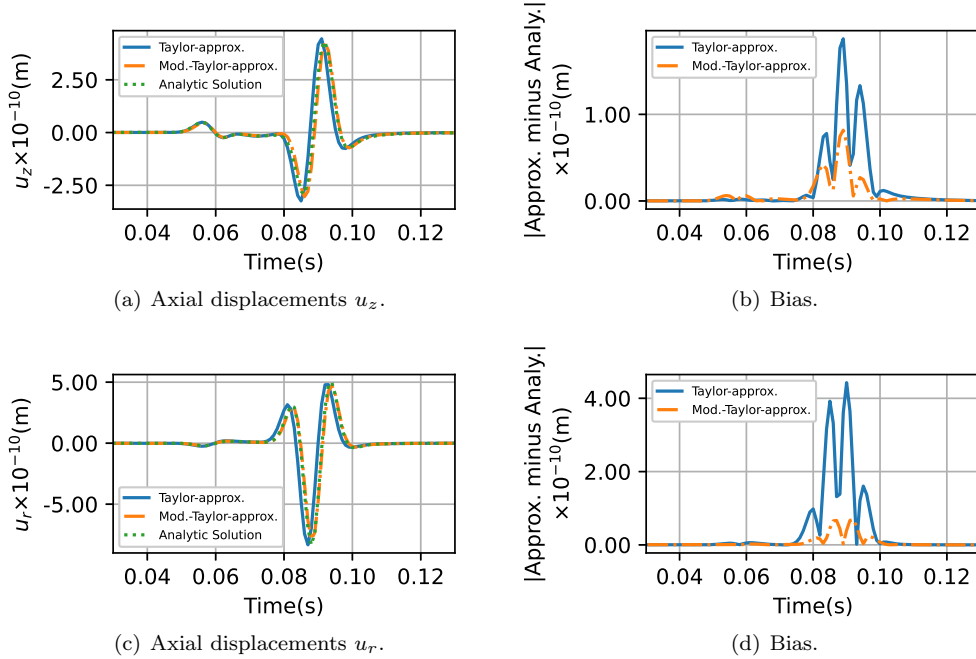 Taylor-approx.
Mod.-Taylor-approx.
Analytic Solution
2.50
0.00
-2.50
u_z×10⁻¹⁰(m)
0.04 0.06 0.08 0.10 0.12
Time(s)
(a) Axial displacements u_z.
Taylor-approx.
Mod.-Taylor-approx.
1.00
0.00
|Approx. minus Analy.|
×10⁻¹⁰(m)
0.04 0.06 0.08 0.10 0.12
Time(s)
(b) Bias.
5.00
0.00
-5.00
u_r×10⁻¹⁰(m)
Taylor-approx.
Mod.-Taylor-approx.
Analytic Solution
0.04 0.06 0.08 0.10 0.12
Time(s)
(c) Axial displacements u_r.
Taylor-approx.
Mod.-Taylor-approx.
4.00
2.00
0.00
|Approx. minus Analy.|
×10⁻¹⁰(m)
0.04 0.06 0.08 0.10 0.12
Time(s)
(d) Bias.